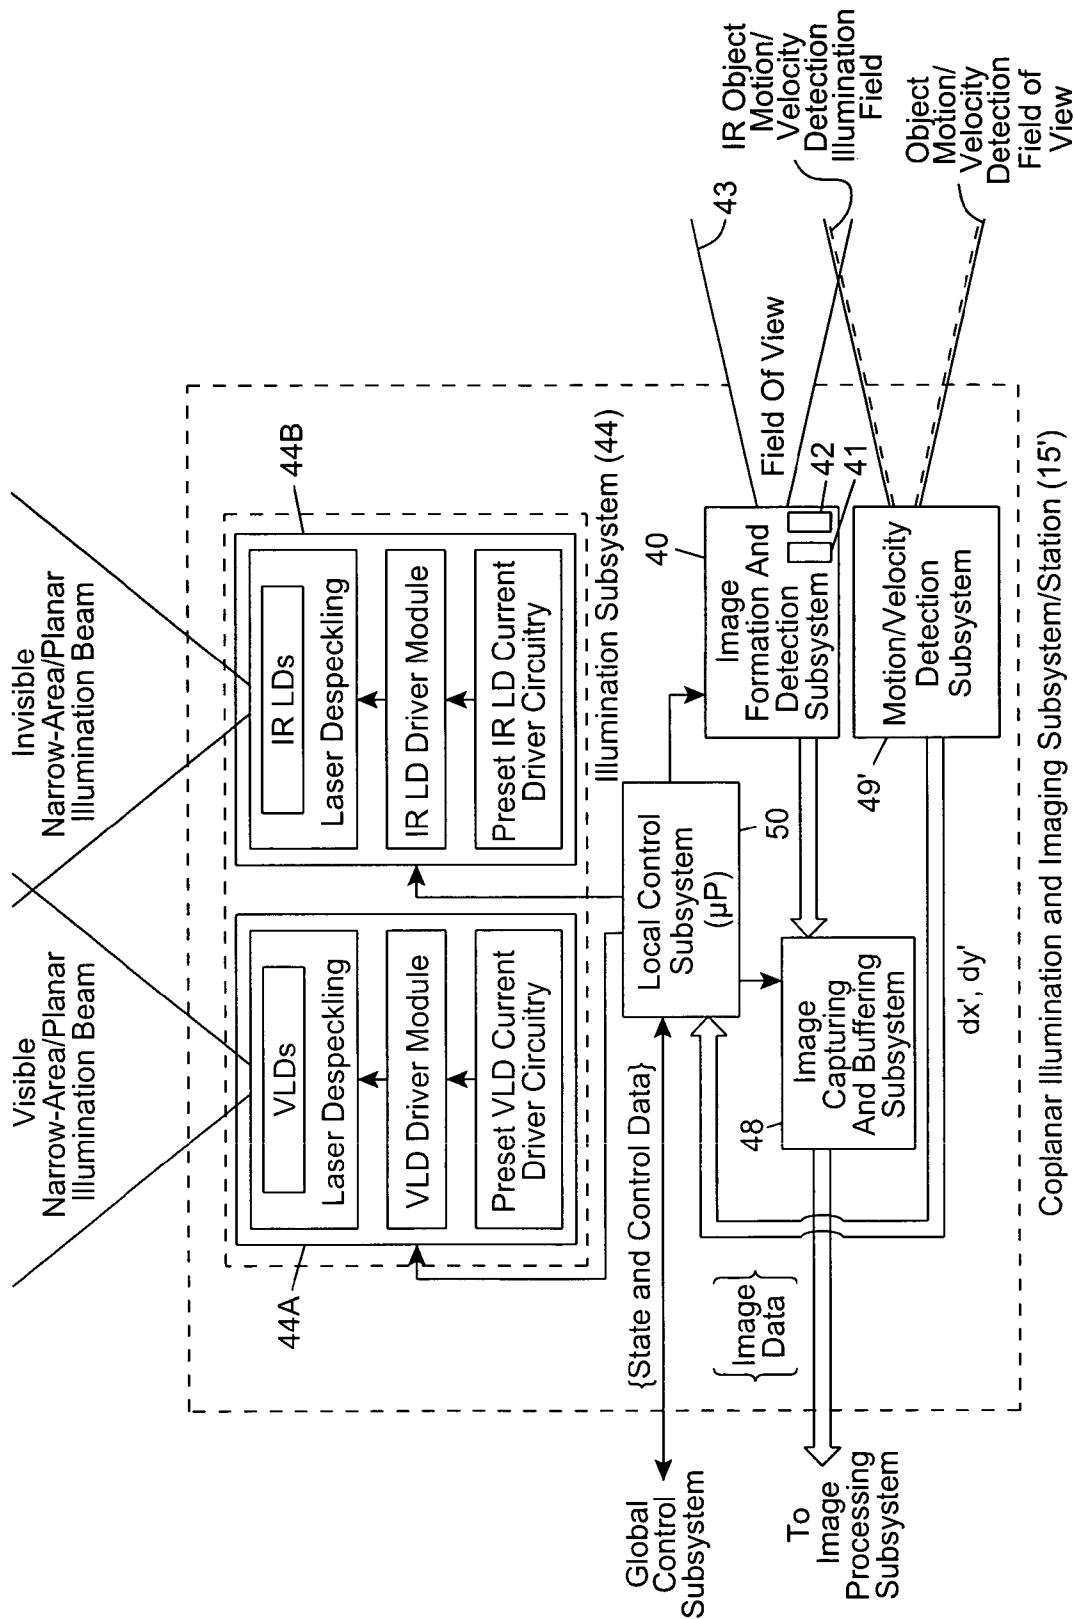 Visible
Narrow-Area/Planar
Illumination Beam
Invisible
Narrow-Area/Planar
Illumination Beam
44A
VLDs
Laser Despeckling
VLD Driver Module
Preset VLD Current
Driver Circuitry
44B
IR LDs
Laser Despeckling
IR LD Driver Module
Preset IR LD Current
Driver Circuitry
Illumination Subsystem (44)
Global
Control
Subsystem
{State and Control Data}
Local Control
Subsystem
(µP)
50
40
Image
Formation And
Detection
Subsystem
42
41
Field Of View
43
IR Object
Motion/
Velocity
Detection
Illumination
Field
Object
Motion/
Velocity
Detection
Field of
View
To
Image
Processing
Subsystem
{Image
Data}
48
Image
Capturing
And Buffering
Subsystem
49'
Motion/Velocity
Detection
Subsystem
dx', dy'
Coplanar Illumination and Imaging Subsystem/Station (15')